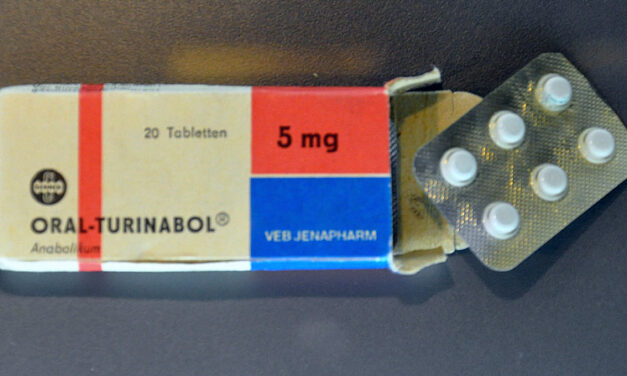 20 Tabletten
5 mg
ORAL-TURINABOL®
Anabolikum
VEB JENAPHARM